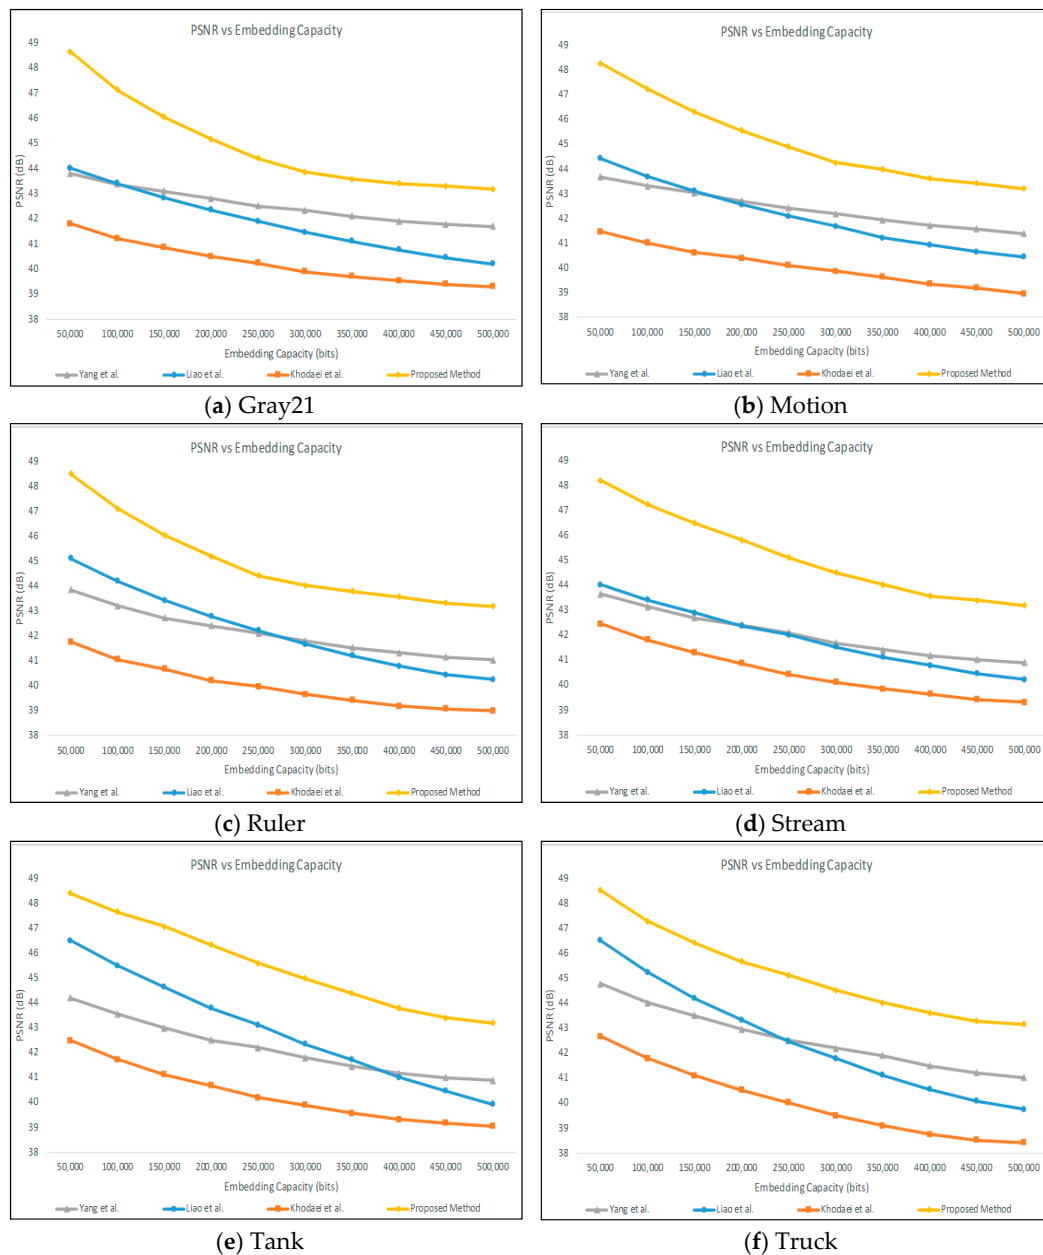 PSNR vs Embedding Capacity
49
48
47
46
45
44
43
42
41
40
39
38
PSNR (dB)
50,000 100,000 150,000 200,000 250,000 300,000 350,000 400,000 450,000 500,000
Embedding Capacity (bits)
Yang et al. Liao et al. Khodaei et al. Proposed Method
(a) Gray21
PSNR vs Embedding Capacity
49
48
47
46
45
44
43
42
41
40
39
38
PSNR (dB)
50,000 100,000 150,000 200,000 250,000 300,000 350,000 400,000 450,000 500,000
Embedding Capacity (bits)
Yang et al. Liao et al. Khodaei et al. Proposed Method
(b) Motion
PSNR vs Embedding Capacity
49
48
47
46
45
44
43
42
41
40
39
38
PSNR (dB)
50,000 100,000 150,000 200,000 250,000 300,000 350,000 400,000 450,000 500,000
Embedding Capacity (bits)
Yang et al. Liao et al. Khodaei et al. Proposed Method
(c) Ruler
PSNR vs Embedding Capacity
49
48
47
46
45
44
43
42
41
40
39
38
PSNR (dB)
50,000 100,000 150,000 200,000 250,000 300,000 350,000 400,000 450,000 500,000
Embedding Capacity (bits)
Yang et al. Liao et al. Khodaei et al. Proposed Method
(d) Stream
PSNR vs Embedding Capacity
49
48
47
46
45
44
43
42
41
40
39
38
PSNR (dB)
50,000 100,000 150,000 200,000 250,000 300,000 350,000 400,000 450,000 500,000
Embedding Capacity (bits)
Yang et al. Liao et al. Khodaei et al. Proposed Method
(e) Tank
PSNR vs Embedding Capacity
49
48
47
46
45
44
43
42
41
40
39
38
PSNR (dB)
50,000 100,000 150,000 200,000 250,000 300,000 350,000 400,000 450,000 500,000
Embedding Capacity (bits)
Yang et al. Liao et al. Khodaei et al. Proposed Method
(f) Truck